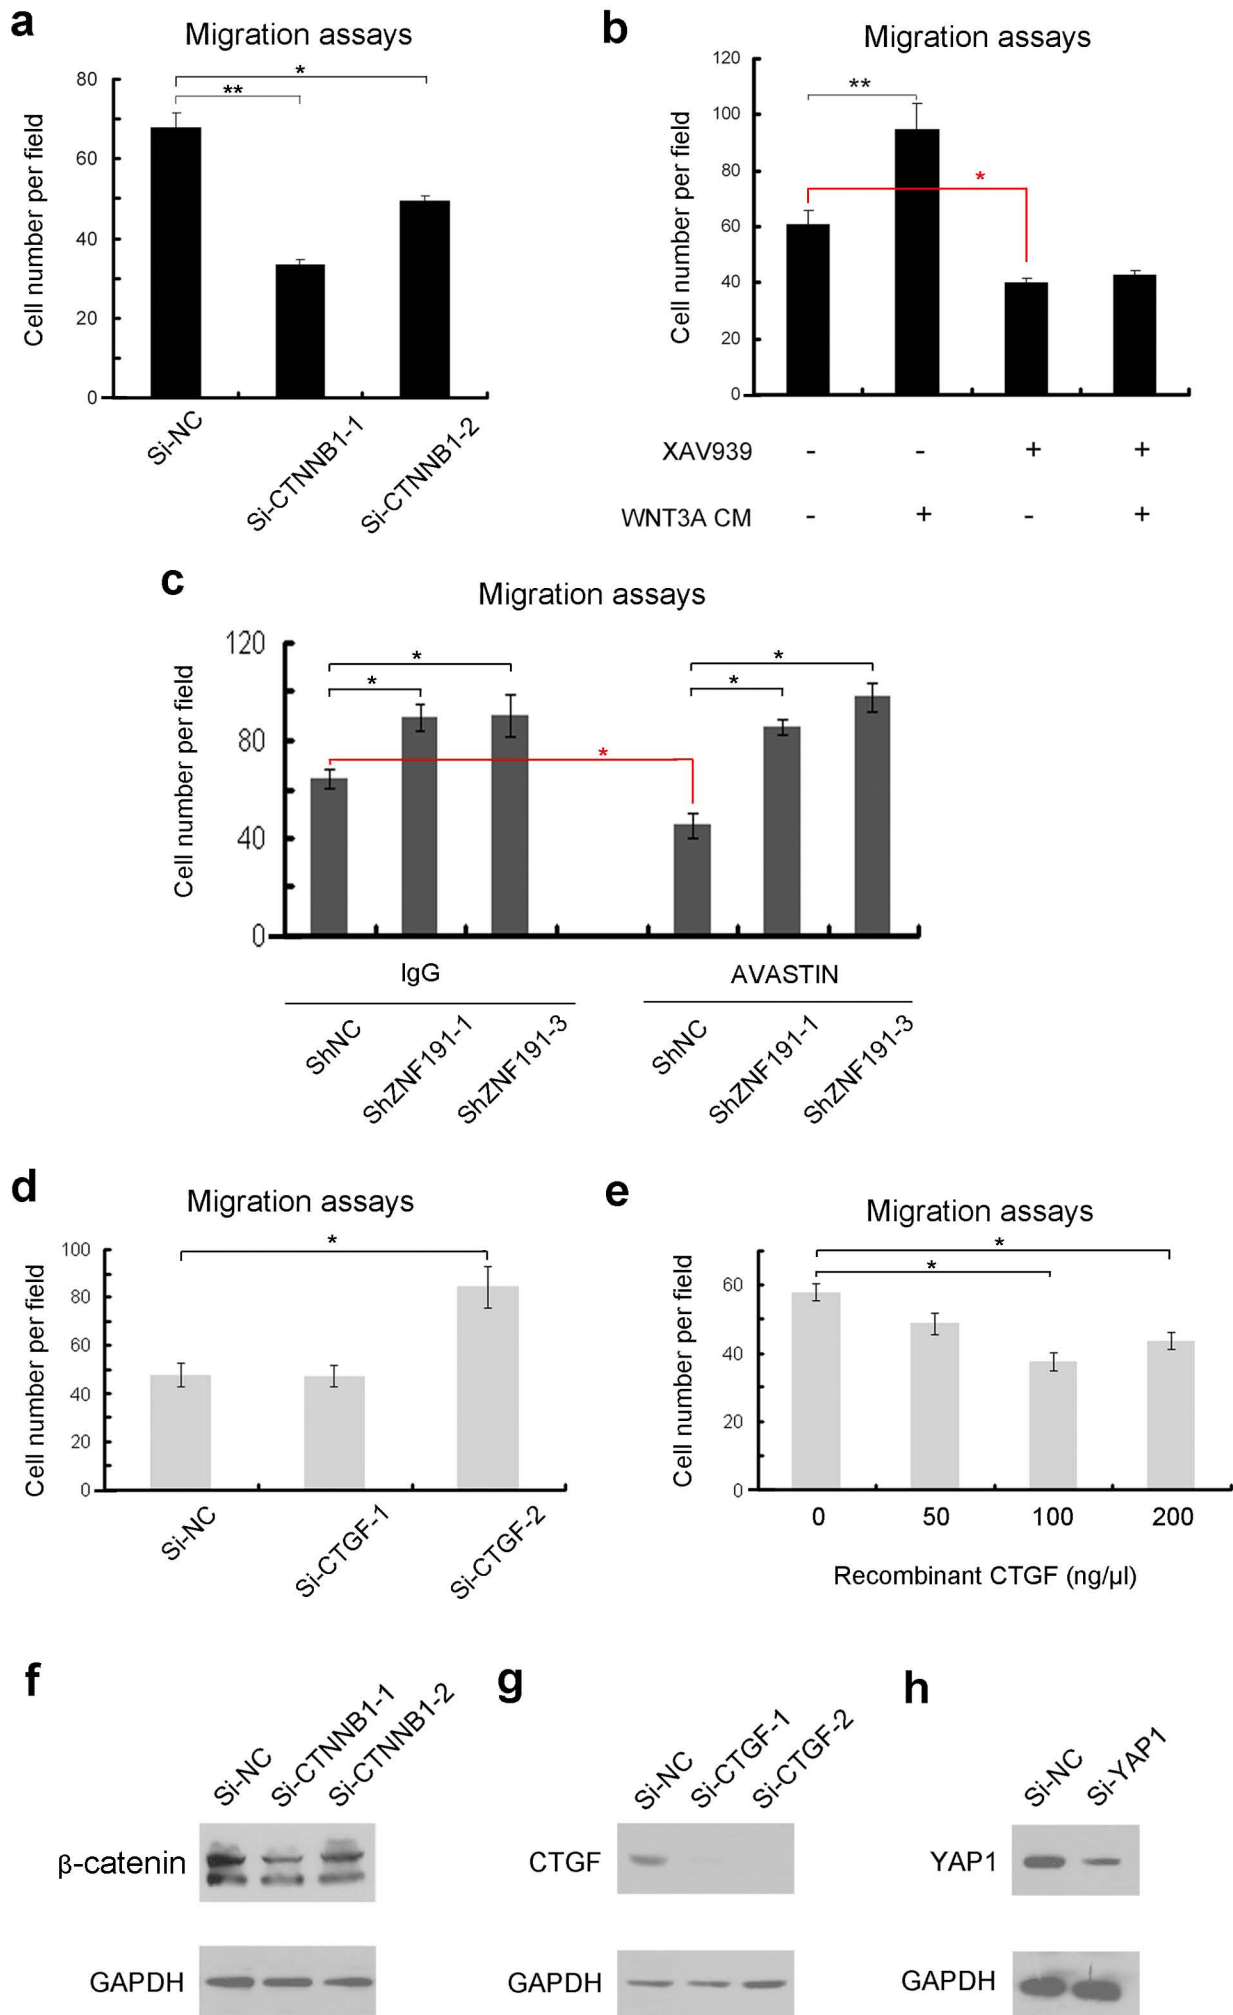 a
Migration assays
Cell number per field
80
60
40
20
0
*
**
Si-NC
Si-CTNNB1-1
Si-CTNNB1-2
b
Migration assays
Cell number per field
120
100
80
60
40
20
0
**
*
XAV939 - - + +
WNT3A CM - + - +
c
Migration assays
Cell number per field
120
80
40
0
* *
* *
*
IgG AVASTIN
ShNC
ShZNF191-1
ShZNF191-3
ShNC
ShZNF191-1
ShZNF191-3
d
Migration assays
Cell number per field
100
80
60
40
20
0
*
Si-NC
Si-CTGF-1
Si-CTGF-2
e
Migration assays
Cell number per field
60
40
20
0
*
*
0 50 100 200
Recombinant CTGF (ng/µl)
f
Si-NC
Si-CTNNB1-1
Si-CTNNB1-2
β-catenin
GAPDH
g
Si-NC
Si-CTGF-1
Si-CTGF-2
CTGF
GAPDH
h
Si-NC
Si-YAP1
YAP1
GAPDH